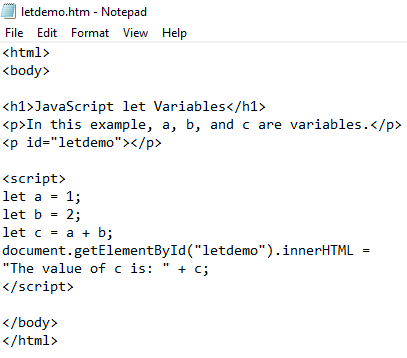 letdemo.htm - Notepad
File Edit Format View Help
<html>
<body>
<h1>JavaScript let Variables</h1>
<p>In this example, a, b, and c are variables.</p>
<p id="letdemo"></p>
<script>
let a = 1;
let b = 2;
let c = a + b;
document.getElementById("letdemo").innerHTML =
"The value of c is: " + c;
</script>
</body>
</html>